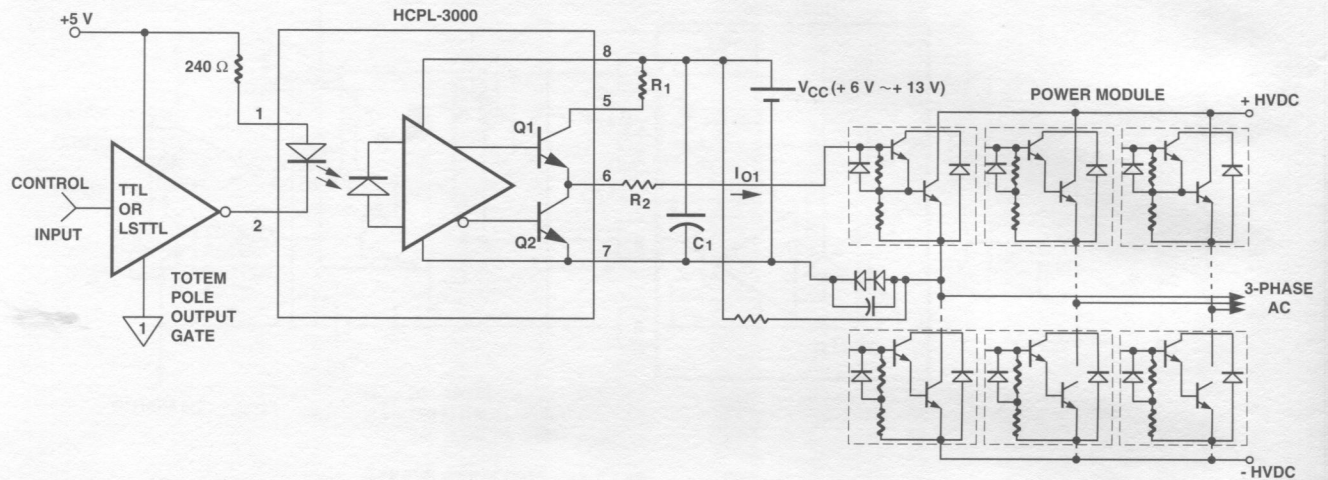 HCPL-3000
+5 V
240 Ω
8
R1
VCC (+ 6 V ~+ 13 V)
POWER MODULE
+ HVDC
5
1
Q1
CONTROL
INPUT
TTL
OR
LSTTL
6
R2
IO1
2
Q2
C1
7
TOTEM
POLE
OUTPUT
GATE
1
3-PHASE
AC
- HVDC